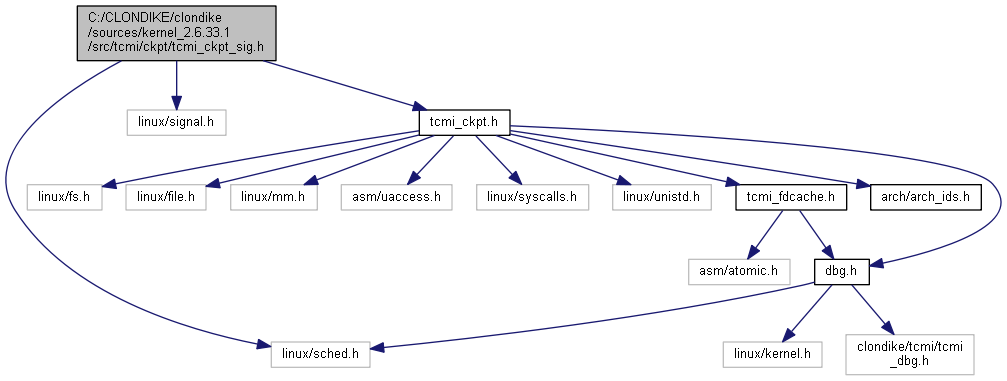 C:/CLONDIKE/clondike
/sources/kernel_2.6.33.1
/src/tcmi/ckpt/tcmi_ckpt_sig.h
linux/signal.h
tcmi_ckpt.h
linux/fs.h
linux/file.h
linux/mm.h
asm/uaccess.h
linux/syscalls.h
linux/unistd.h
tcmi_fdcache.h
arch/arch_ids.h
asm/atomic.h
dbg.h
linux/sched.h
linux/kernel.h
clondike/tcmi/tcmi
_dbg.h